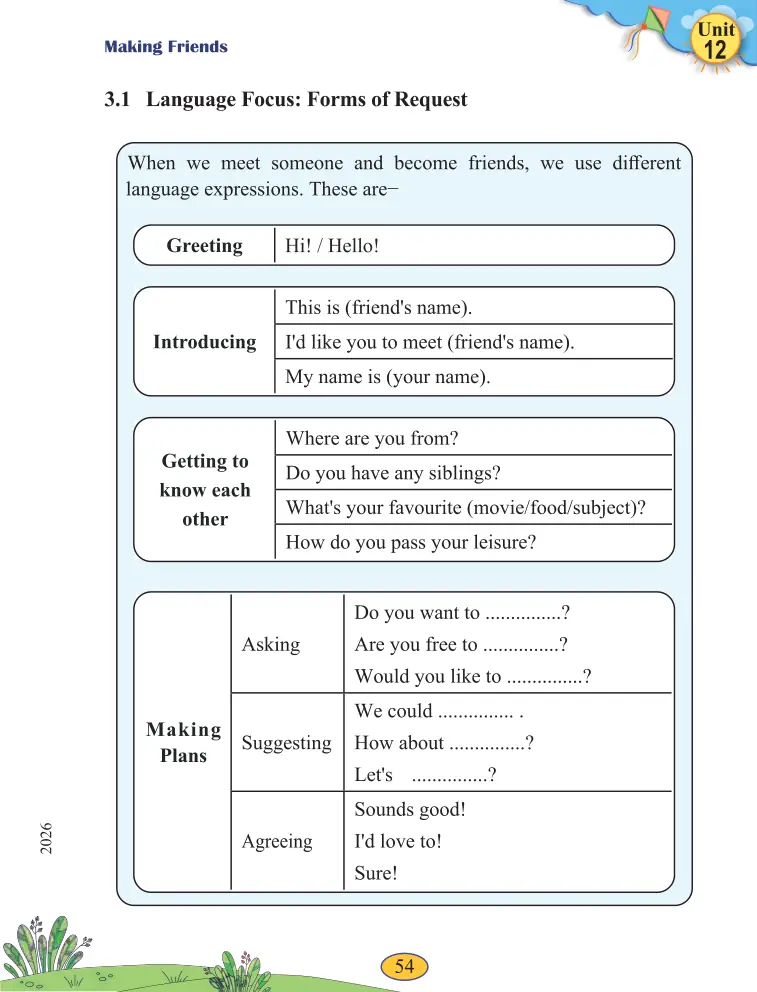 Making Friends
Unit
12
3.1 Language Focus: Forms of Request
When we meet someone and become friends, we use different
language expressions. These are−
Greeting
Hi! / Hello!
Introducing
This is (friend's name).
I'd like you to meet (friend's name).
My name is (your name).
Getting to
know each
other
Where are you from?
Do you have any siblings?
What's your favourite (movie/food/subject)?
How do you pass your leisure?
Making
Plans
Asking
Do you want to ...............?
Are you free to ...............?
Would you like to ...............?
Suggesting
We could ............... .
How about ...............?
Let's ...............?
Agreeing
Sounds good!
I'd love to!
Sure!
2026
54